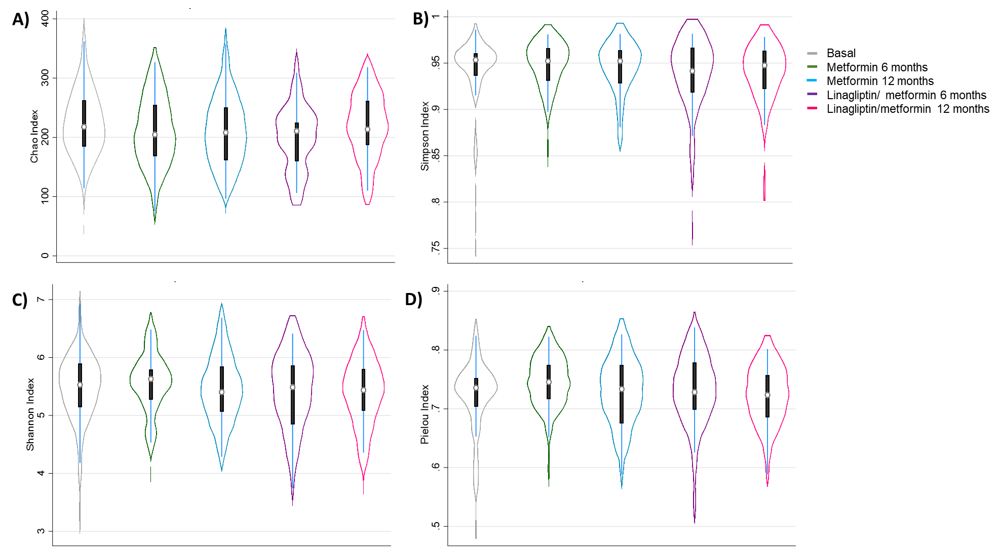 A)
Chao Index
400
300
200
100
0
B)
Simpson Index
1
.95
.9
.85
.8
.75
Basal
Metformin 6 months
Metformin 12 months
Linagliptin/ metformin 6 months
Linagliptin/metformin 12 months
C)
Shannon Index
7
6
5
4
3
D)
Pielou Index
.9
.8
.7
.6
.5